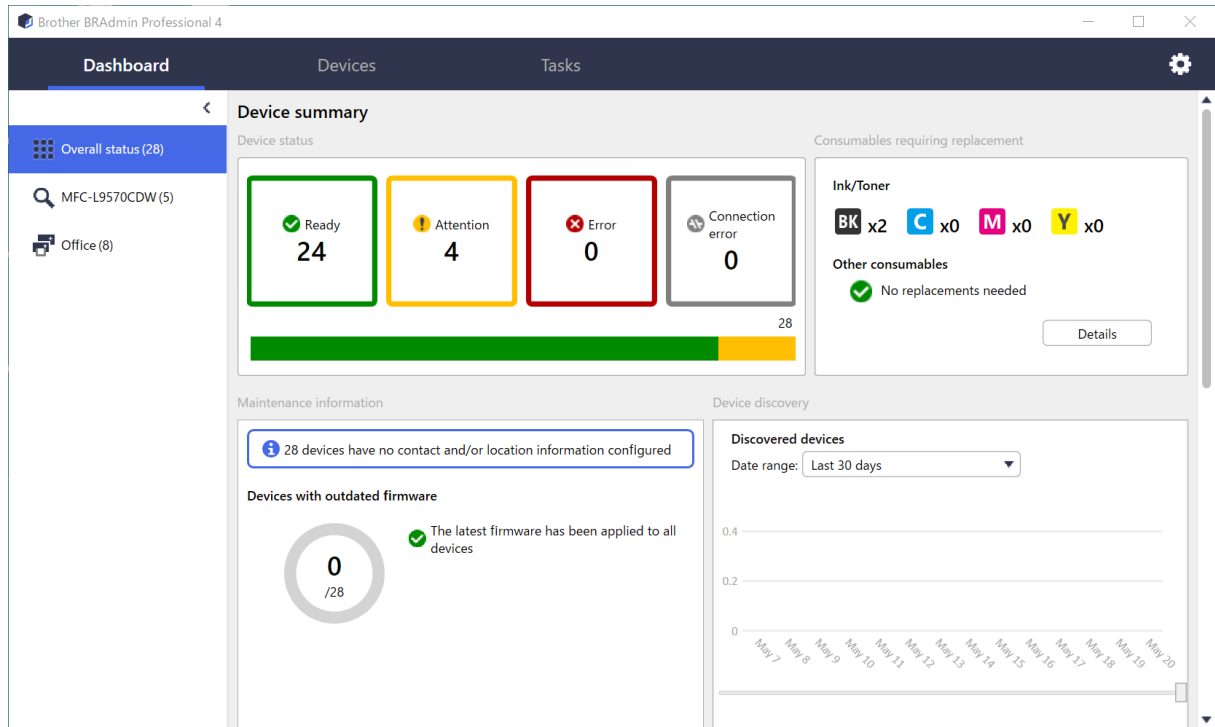 Brother BRAdmin Professional 4
Dashboard
Devices
Tasks
Overall status (28)
MFC-L9570CDW (5)
Office (8)
Device summary
Device status
Ready
24
Attention
4
Error
0
Connection
error
0
28
Consumables requiring replacement
Ink/Toner
BK x2 C x0 M x0 Y x0
Other consumables
No replacements needed
Details
Maintenance information
28 devices have no contact and/or location information configured
Devices with outdated firmware
0
/28
The latest firmware has been applied to all
devices
Device discovery
Discovered devices
Date range: Last 30 days
0.4
0.2
0
May 7 May 8 May 9 May 10 May 11 May 12 May 13 May 14 May 15 May 16 May 17 May 18 May 19 May 20